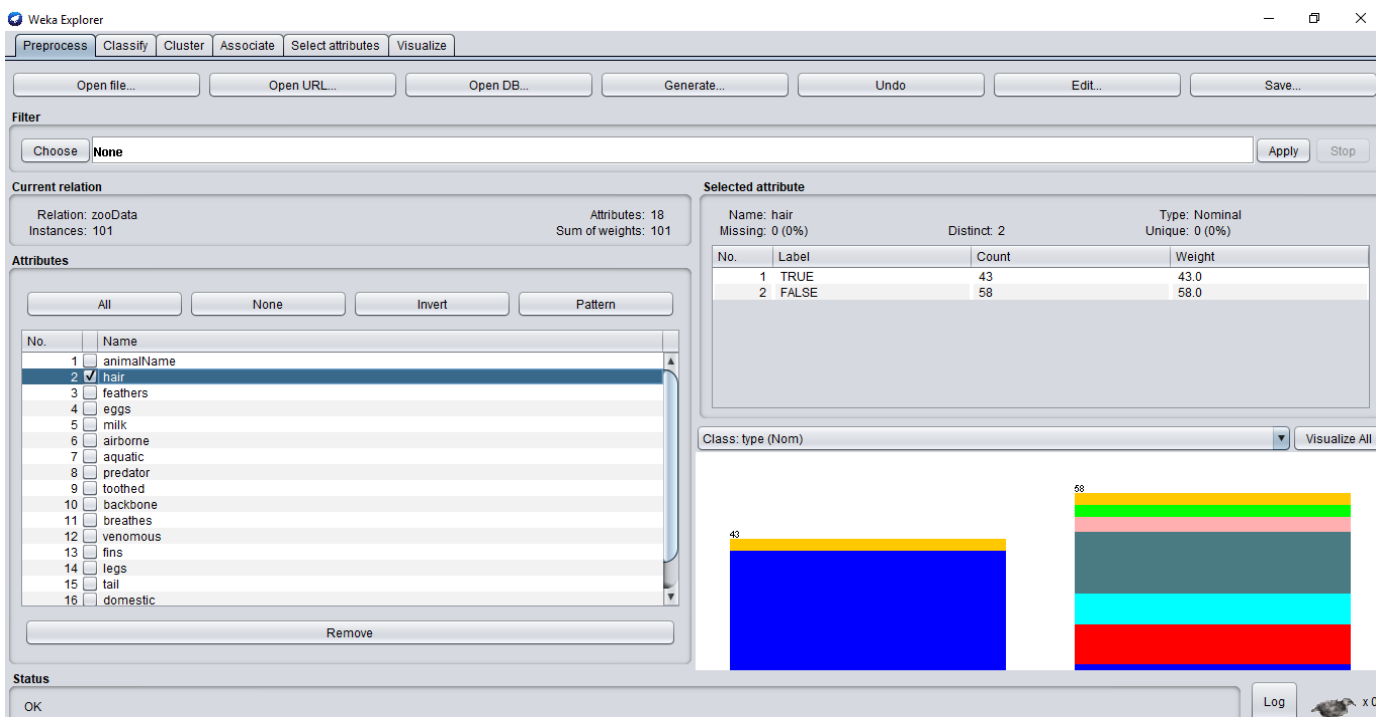 Weka Explorer
Preprocess Classify Cluster Associate Select attributes Visualize
Open file... Open URL... Open DB... Generate... Undo Edit... Save...
Filter
Choose None Apply Stop
Current relation
Relation: zooData Attributes: 18
Instances: 101 Sum of weights: 101
Attributes
All None Invert Pattern
No. Name
1 animalName
2 hair
3 feathers
4 eggs
5 milk
6 airborne
7 aquatic
8 predator
9 toothed
10 backbone
11 breathes
12 venomous
13 fins
14 legs
15 tail
16 domestic
Remove
Selected attribute
Name: hair Type: Nominal
Missing: 0 (0%) Distinct: 2 Unique: 0 (0%)
No. Label Count Weight
1 TRUE 43 43.0
2 FALSE 58 58.0
Class: type (Nom) Visualize All
43
58
Status
OK
Log x 0